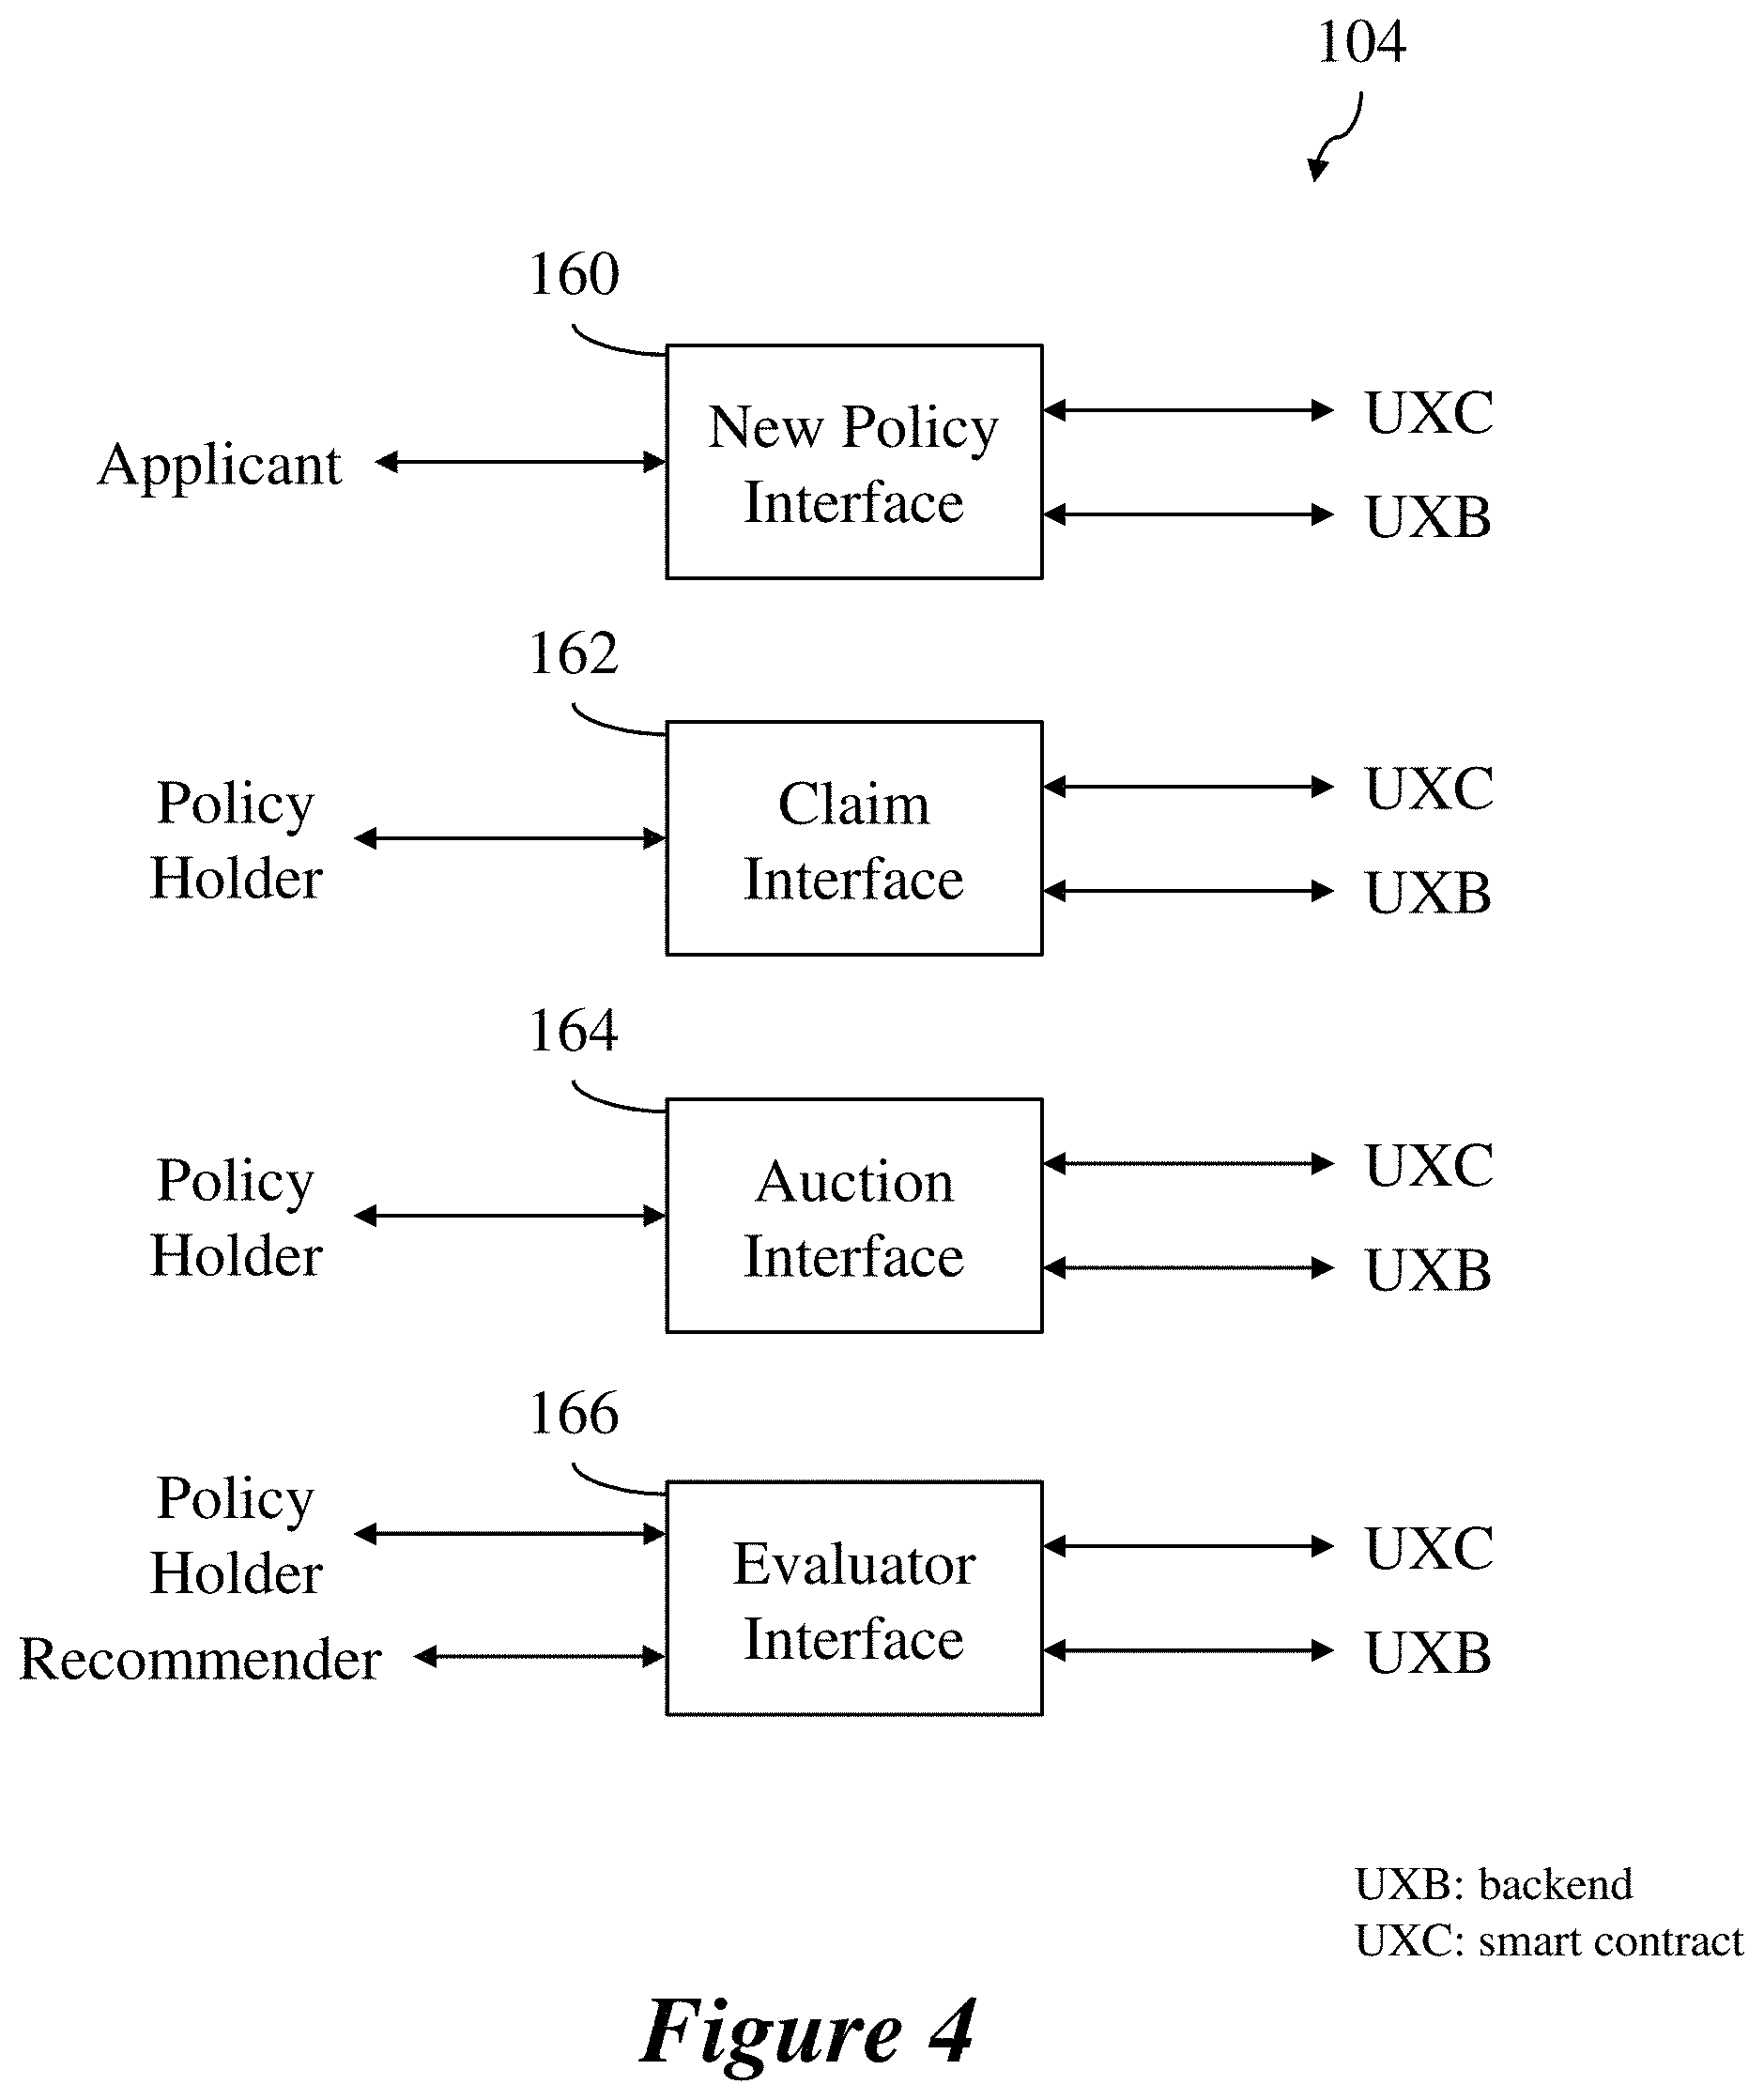 104
160
Applicant
New Policy
Interface
UXC
UXB
162
Policy
Holder
Claim
Interface
UXC
UXB
164
Policy
Holder
Auction
Interface
UXC
UXB
166
Policy
Holder
Recommender
Evaluator
Interface
UXC
UXB
UXB: backend
UXC: smart contract
Figure 4